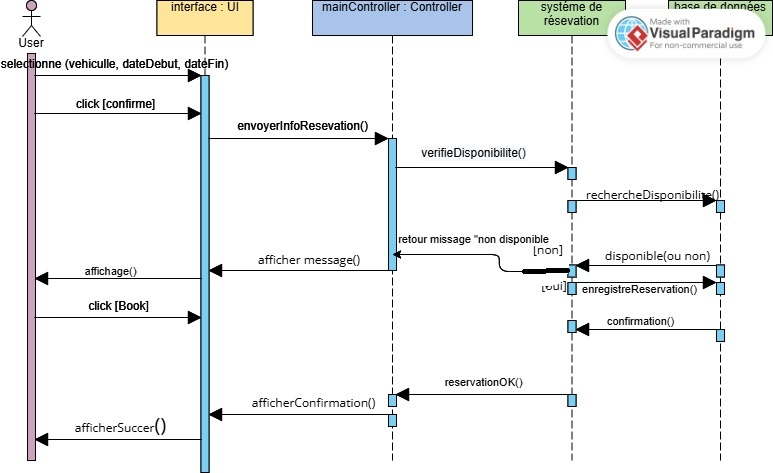 interface : UI
mainController : Controller
systéme de
résevation
base de données
Made with
Visual Paradigm
For non-commercial use
User
selectionne (vehiculle, dateDebut, dateFin)
click [confirme]
envoyerInfoResevation()
verifieDisponibilite()
rechercheDisponibilite()
retour missage "non disponible
[non]
afficher message()
disponible(ou non)
affichage()
[oui]
enregistreReservation()
click [Book]
confirmation()
reservationOK()
afficherConfirmation()
afficherSuccer()